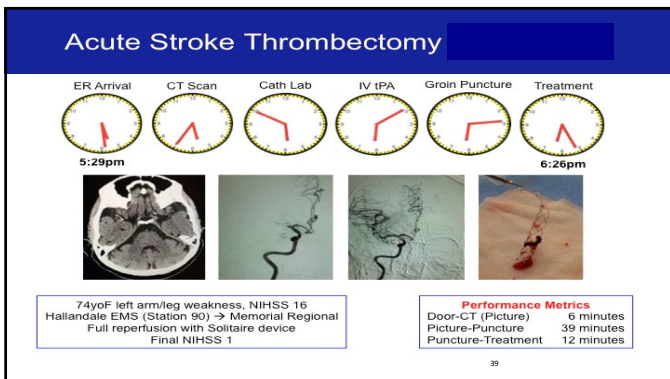 Acute Stroke Thrombectomy
ER Arrival
CT Scan
Cath Lab
IV tPA
Groin Puncture
Treatment
5:29pm
6:26pm
74yoF left arm/leg weakness, NIHSS 16
Hallandale EMS (Station 90) → Memorial Regional
Full reperfusion with Solitaire device
Final NIHSS 1
Performance Metrics
Door-CT (Picture) 6 minutes
Picture-Puncture 39 minutes
Puncture-Treatment 12 minutes
39